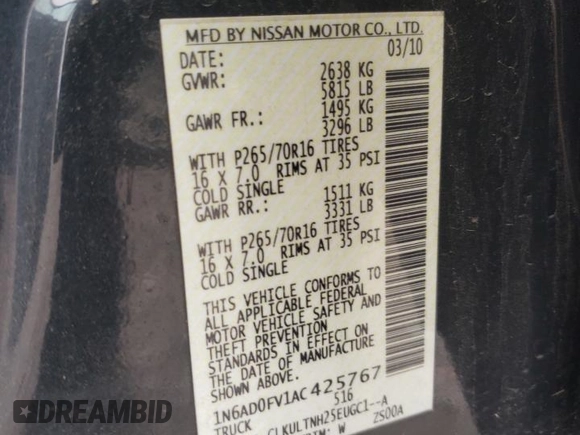 MFD BY NISSAN MOTOR CO., LTD.
DATE: 03/10
GVWR: 2638 KG
5815 LB
GAWR FR.: 1495 KG
3296 LB
WITH P265/70R16 TIRES
16 X 7.0 RIMS AT 35 PSI
COLD SINGLE
GAWR RR.: 1511 KG
3331 LB
WITH P265/70R16 TIRES
16 X 7.0 RIMS AT 35 PSI
COLD SINGLE
THIS VEHICLE CONFORMS TO
ALL APPLICABLE FEDERAL
MOTOR VEHICLE SAFETY AND
THEFT PREVENTION
STANDARDS IN EFFECT ON
THE DATE OF MANUFACTURE
SHOWN ABOVE.
1N6AD0FV1AC425767
TRUCK 516
CLKULTNH25EUGC1--A
TRIM: W ZS00A
DREAMBID